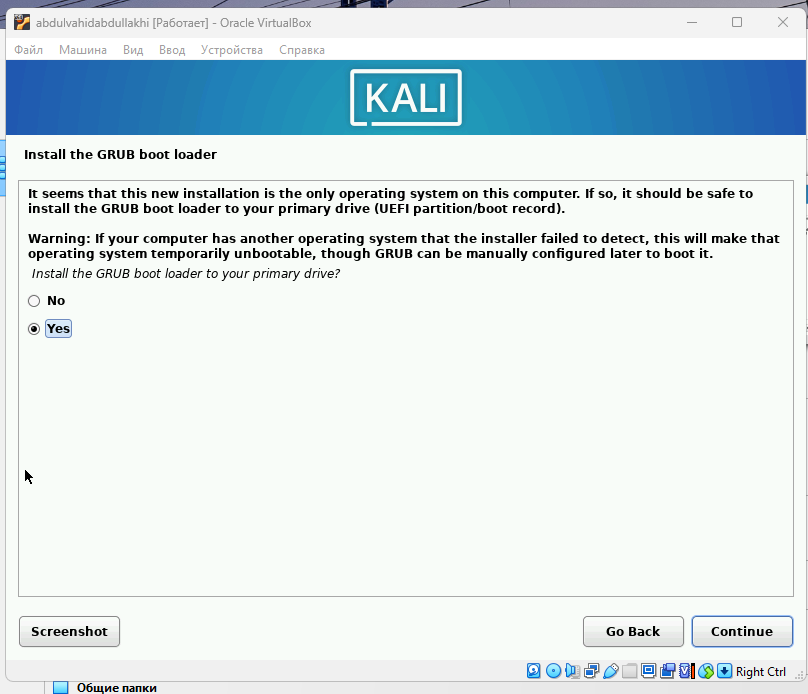 abdulvahidabdullakhi [Работает] - Oracle VirtualBox
Файл Машина Вид Ввод Устройства Справка
KALI
Install the GRUB boot loader
It seems that this new installation is the only operating system on this computer. If so, it should be safe to
install the GRUB boot loader to your primary drive (UEFI partition/boot record).
Warning: If your computer has another operating system that the installer failed to detect, this will make that
operating system temporarily unbootable, though GRUB can be manually configured later to boot it.
Install the GRUB boot loader to your primary drive?
No
Yes
Screenshot Go Back Continue
Right Ctrl
Общие папки